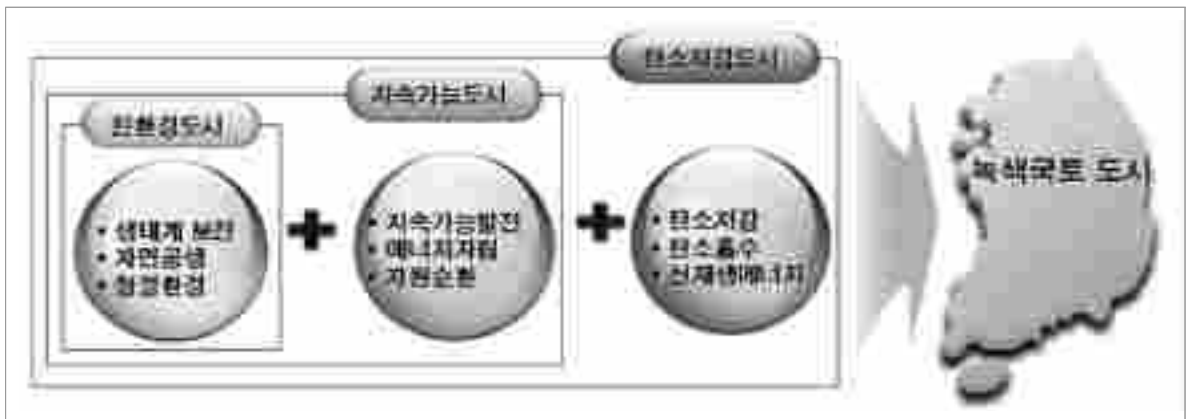 탄소저감도시
지속가능도시
친환경도시
• 생태계 보전
• 자연공생
• 청정환경
• 지속가능발전
• 에너지자립
• 자원순환
• 탄소저감
• 탄소흡수
• 신재생에너지
녹색국토 도시